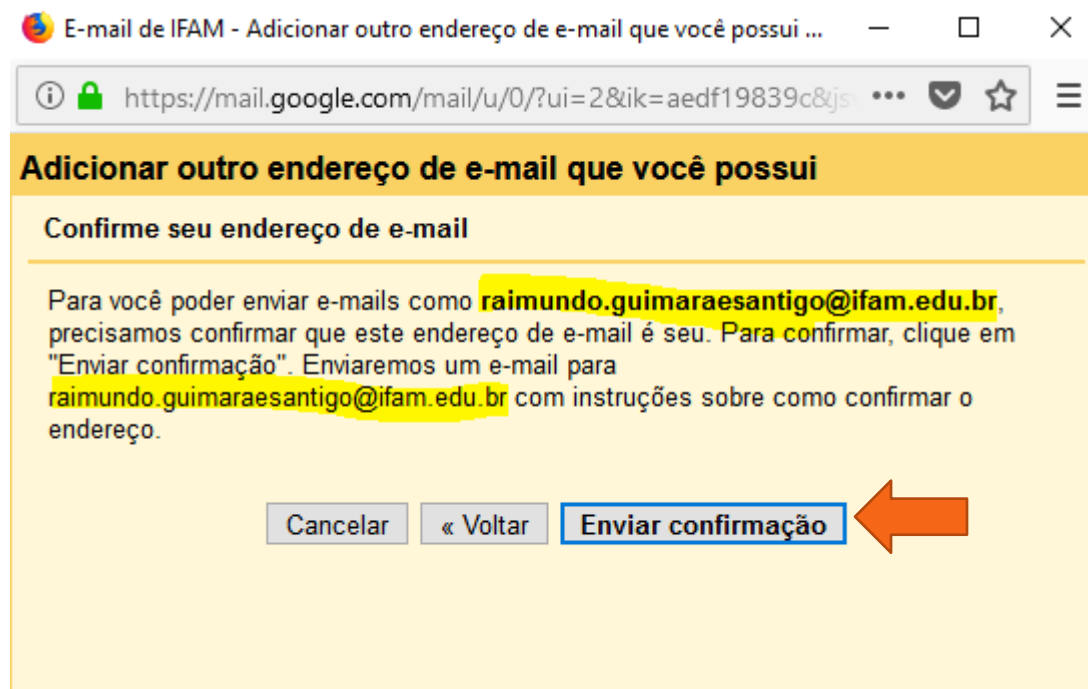 E-mail de IFAM - Adicionar outro endereço de e-mail que você possui ...
https://mail.google.com/mail/u/0/?ui=2&ik=aedf19839c&js
Adicionar outro endereço de e-mail que você possui
Confirme seu endereço de e-mail
Para você poder enviar e-mails como raimundo.guimaraesantigo@ifam.edu.br,
precisamos confirmar que este endereço de e-mail é seu. Para confirmar, clique em
"Enviar confirmação". Enviaremos um e-mail para
raimundo.guimaraesantigo@ifam.edu.br com instruções sobre como confirmar o
endereço.
Cancelar « Voltar Enviar confirmação